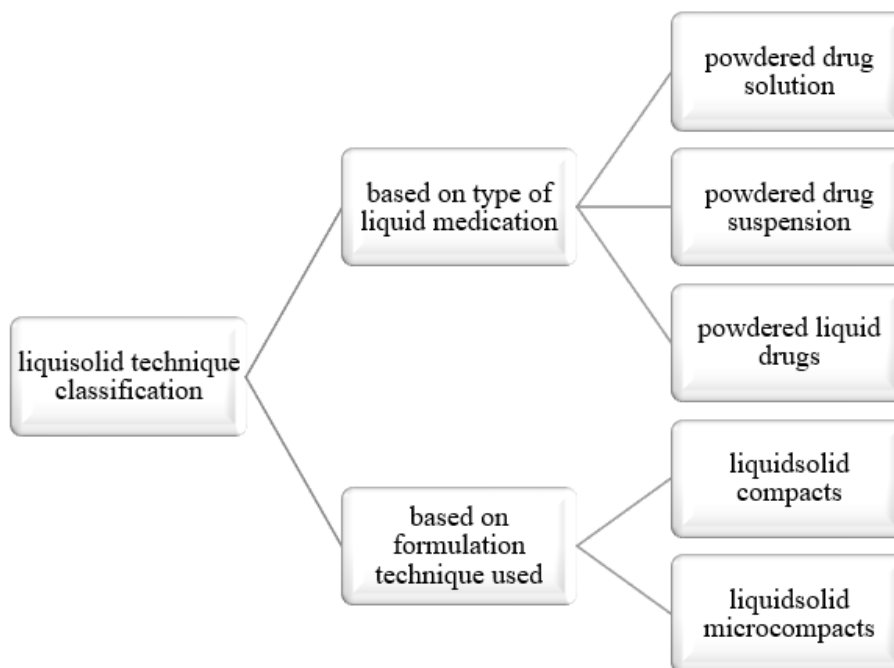 liquisolid technique
classification
based on type of
liquid medication
powdered drug
solution
powdered drug
suspension
powdered liquid
drugs
based on
formulation
technique used
liquidsolid
compacts
liquidsolid
microcompacts